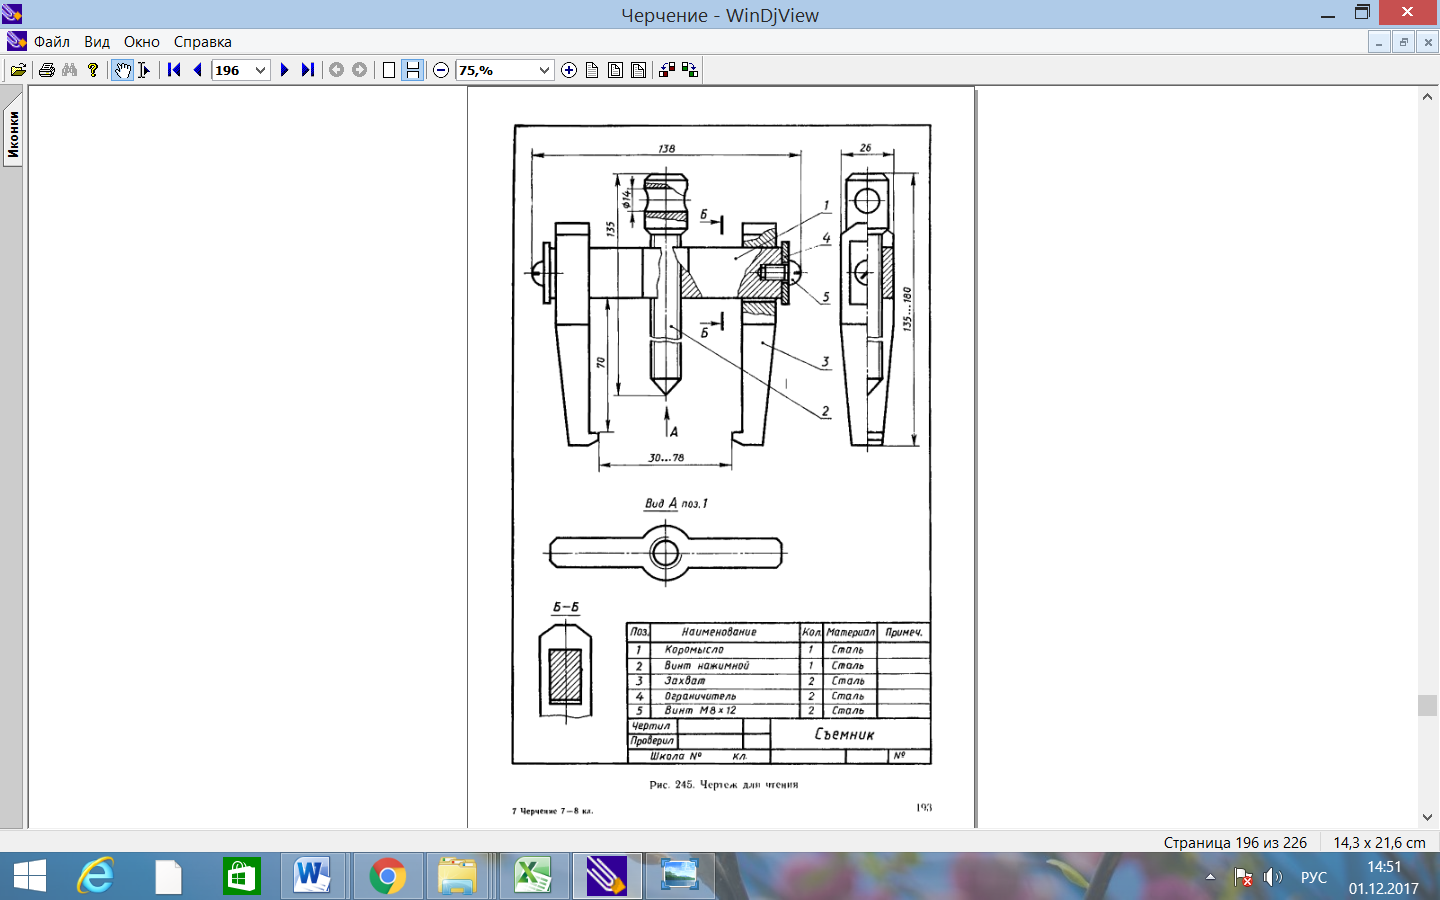 Черчение - WinDjView
Файл Вид Окно Справка
196
75,%
Иконки
138
26
Ø14
135
Б
1
4
5
Б
3
2
70
135...180
А
30...78
Вид А поз.1
Б–Б
Поз. Наименование Кол. Материал Примеч.
1 Коромысло 1 Сталь
2 Винт нажимной 1 Сталь
3 Захват 2 Сталь
4 Ограничитель 2 Сталь
5 Винт М8×12 2 Сталь
Чертил
Проверил
Съемник
Школа № кл.
№
Рис. 245. Чертеж для чтения
7 Черчение 7—8 кл.
193
Страница 196 из 226
14,3 x 21,6 cm
РУС
14:51
01.12.2017